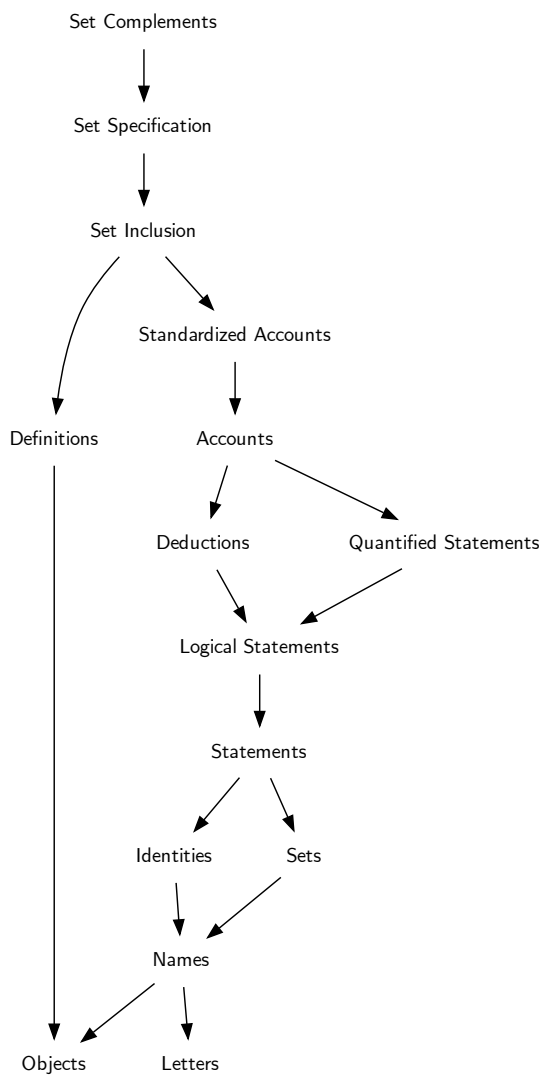 Set Complements
Set Specification
Set Inclusion
Standardized Accounts
Definitions
Accounts
Deductions
Quantified Statements
Logical Statements
Statements
Identities
Sets
Names
Objects
Letters